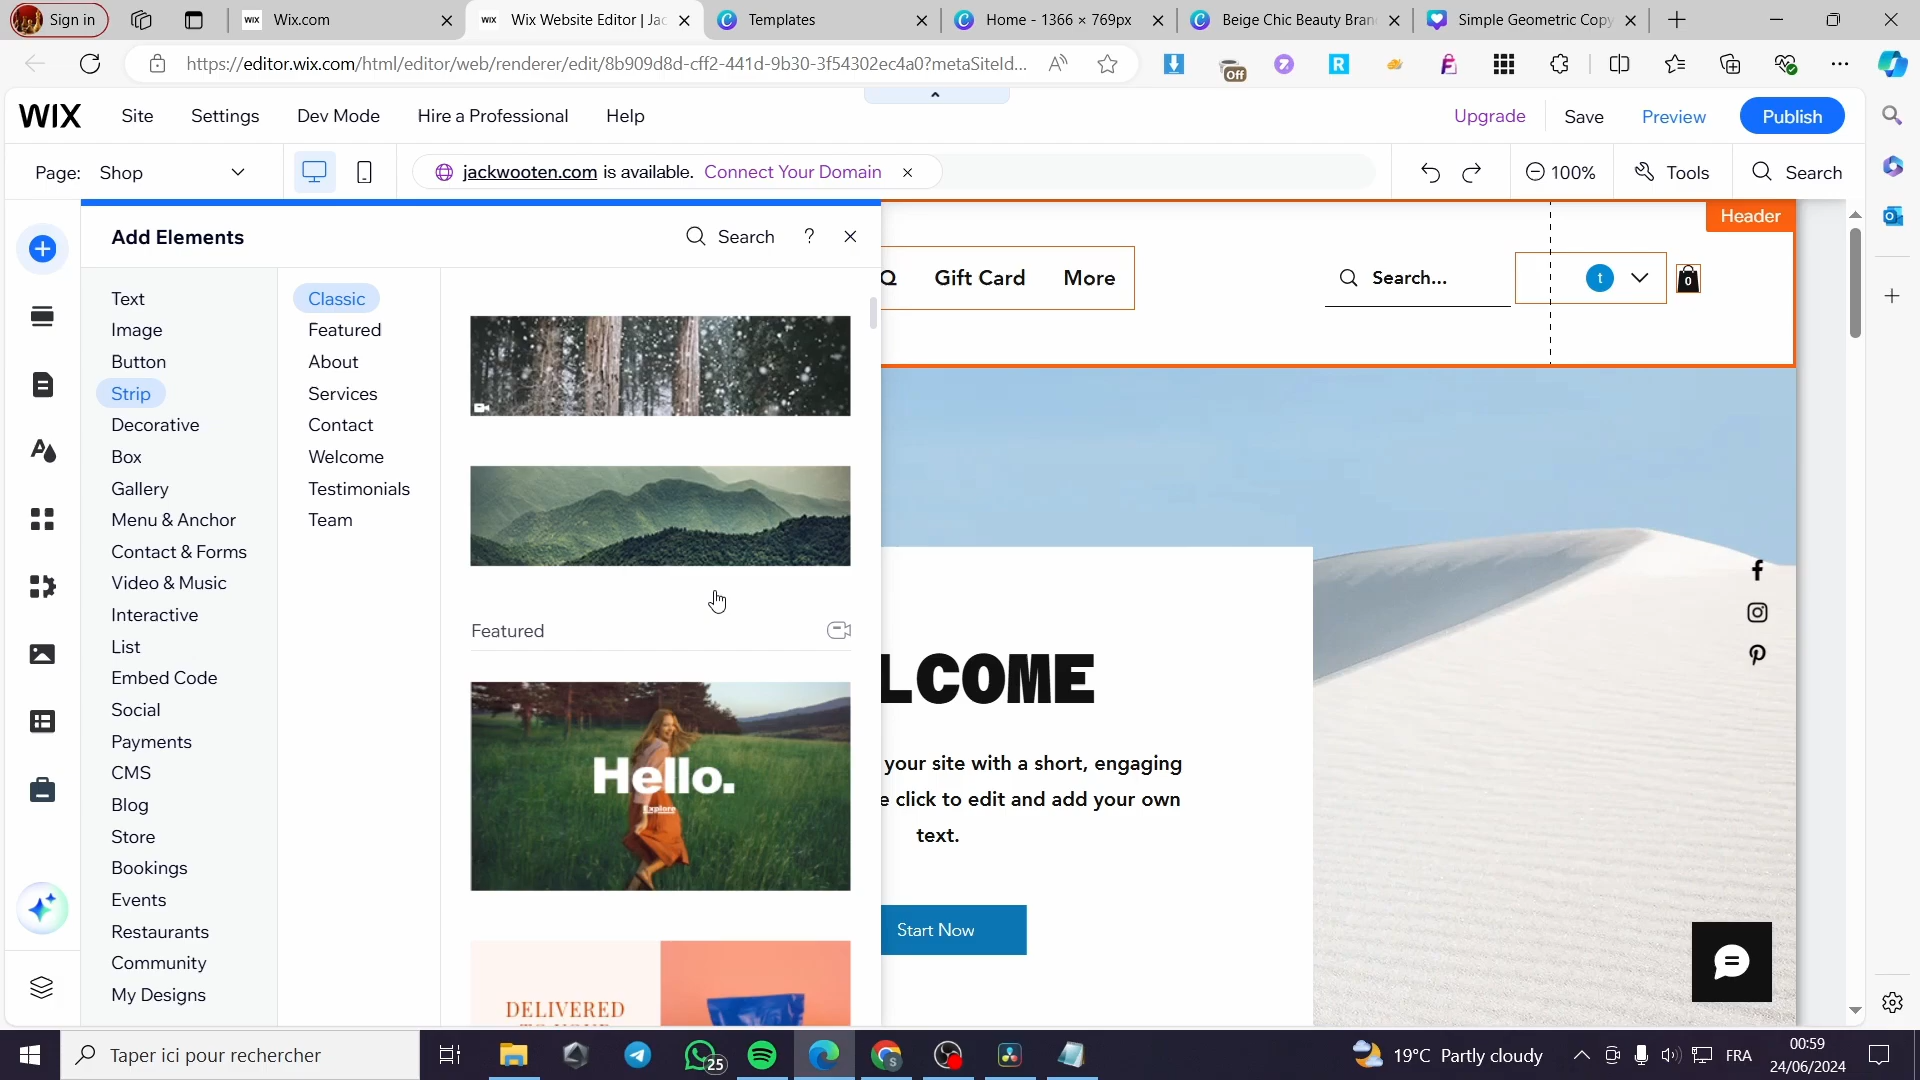 Sign in
Wix.com
Wix Website Editor | Jac
Templates
Home - 1366 × 769px
Beige Chic Beauty Bran
Simple Geometric Copy
https://editor.wix.com/html/editor/web/renderer/edit/8b909d8d-cff2-441d-9b30-3f54302ec4a0?metaSiteId...
Off
WIX
Site
Settings
Dev Mode
Hire a Professional
Help
Upgrade
Save
Preview
Publish
Page: Shop
jackwooten.com is available. Connect Your Domain
100%
Tools
Search
Add Elements
Search
?
Header
Q
Gift Card
More
Search...
t
0
Text
Image
Button
Strip
Decorative
Box
Gallery
Menu & Anchor
Contact & Forms
Video & Music
Interactive
List
Embed Code
Social
Payments
CMS
Blog
Store
Bookings
Events
Restaurants
Community
My Designs
Classic
Featured
About
Services
Contact
Welcome
Testimonials
Team
Featured
Hello.
Explore
DELIVERED
LCOME
your site with a short, engaging
e click to edit and add your own
text.
Start Now
Taper ici pour rechercher
25
19°C Partly cloudy
FRA
00:59
24/06/2024